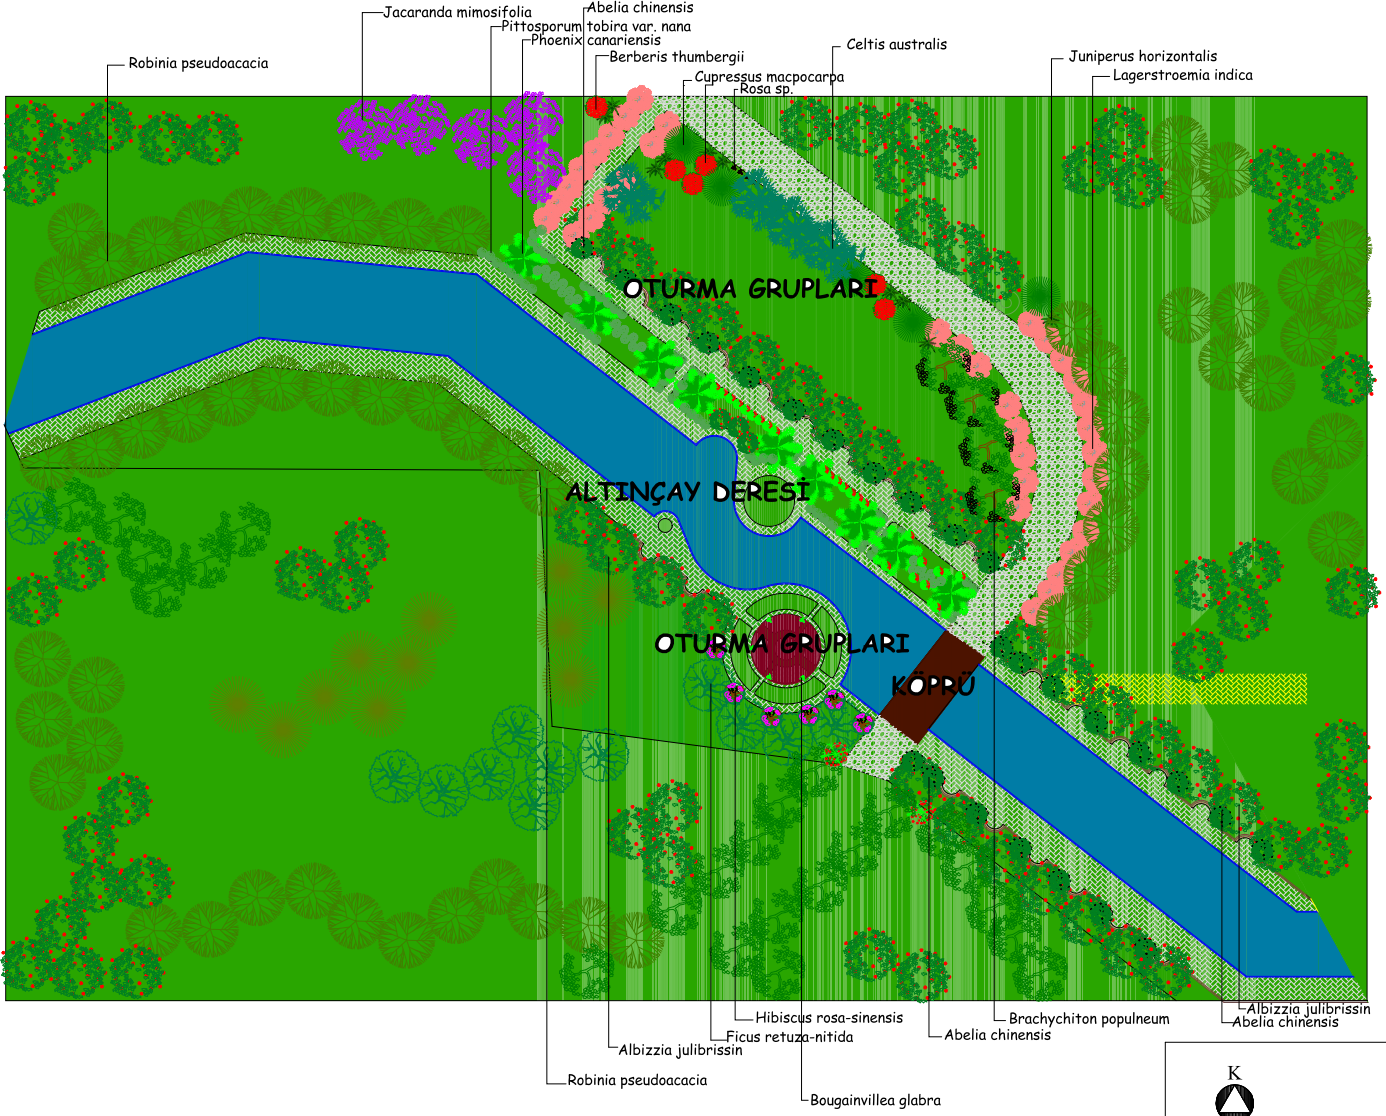 Jacaranda mimosifolia
Abelia chinensis
Pittosporum tobira var. nana
Phoenix canariensis
Berberis thumbergii
Celtis australis
Juniperus horizontalis
Robinia pseudoacacia
Cupressus macpocarpa
Lagerstroemia indica
Rosa sp.
OTURMA GRUPLARI
ALTINÇAY DERESİ
OTURMA GRUPLARI
KÖPRÜ
Hibiscus rosa-sinensis
Brachychiton populneum
Albizzia julibrissin
Abelia chinensis
Ficus retuza-nitida
Abelia chinensis
Albizzia julibrissin
Robinia pseudoacacia
Bougainvillea glabra
K